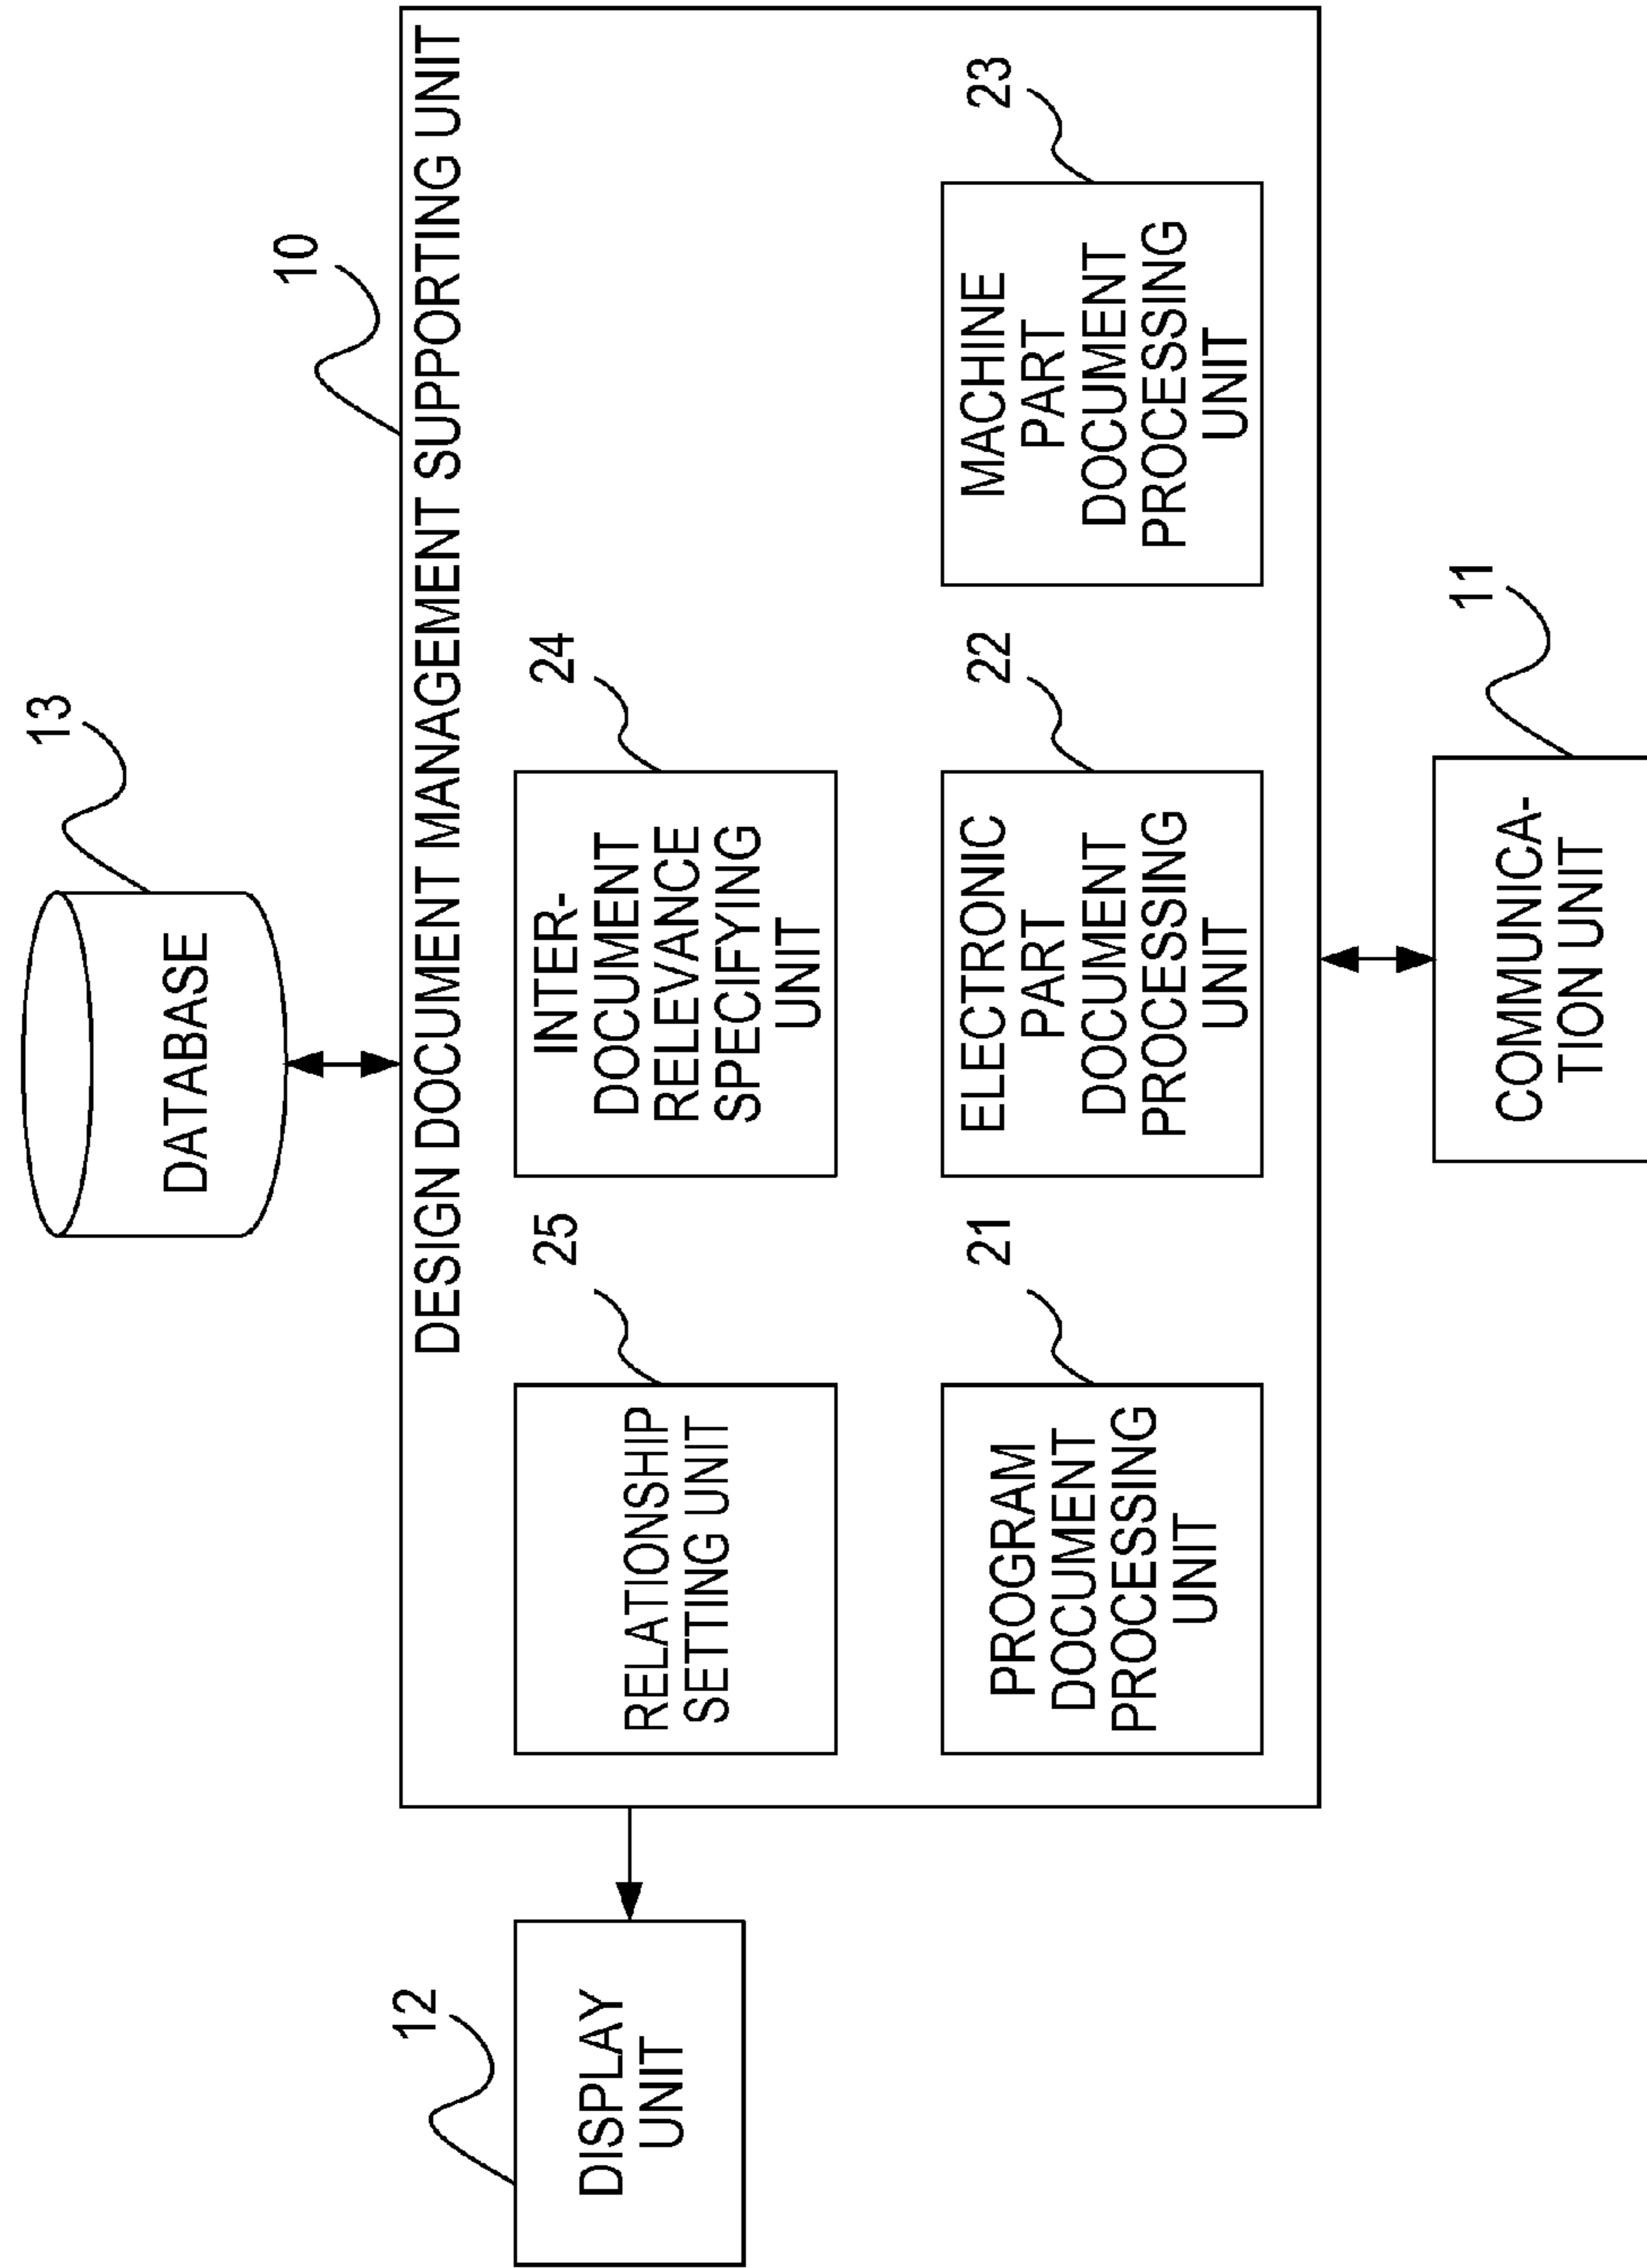 13
DATABASE
10
DESIGN DOCUMENT MANAGEMENT SUPPORTING UNIT
12
DISPLAY
UNIT
25
RELATIONSHIP
SETTING UNIT
24
INTER-
DOCUMENT
RELEVANCE
SPECIFYING
UNIT
21
PROGRAM
DOCUMENT
PROCESSING
UNIT
22
ELECTRONIC
PART
DOCUMENT
PROCESSING
UNIT
23
MACHINE
PART
DOCUMENT
PROCESSING
UNIT
11
COMMUNICA-
TION UNIT